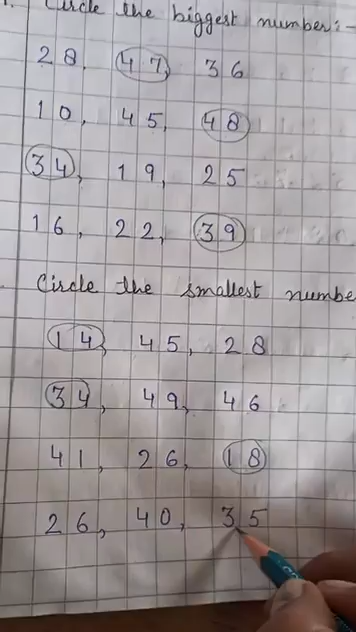 Circle the biggest number:-
28, 47, 36
10, 45, 48
34, 19, 25
16, 22, 39
Circle the smallest numbe
14, 45, 28
34, 49, 46
41, 26, 18
26, 40, 35